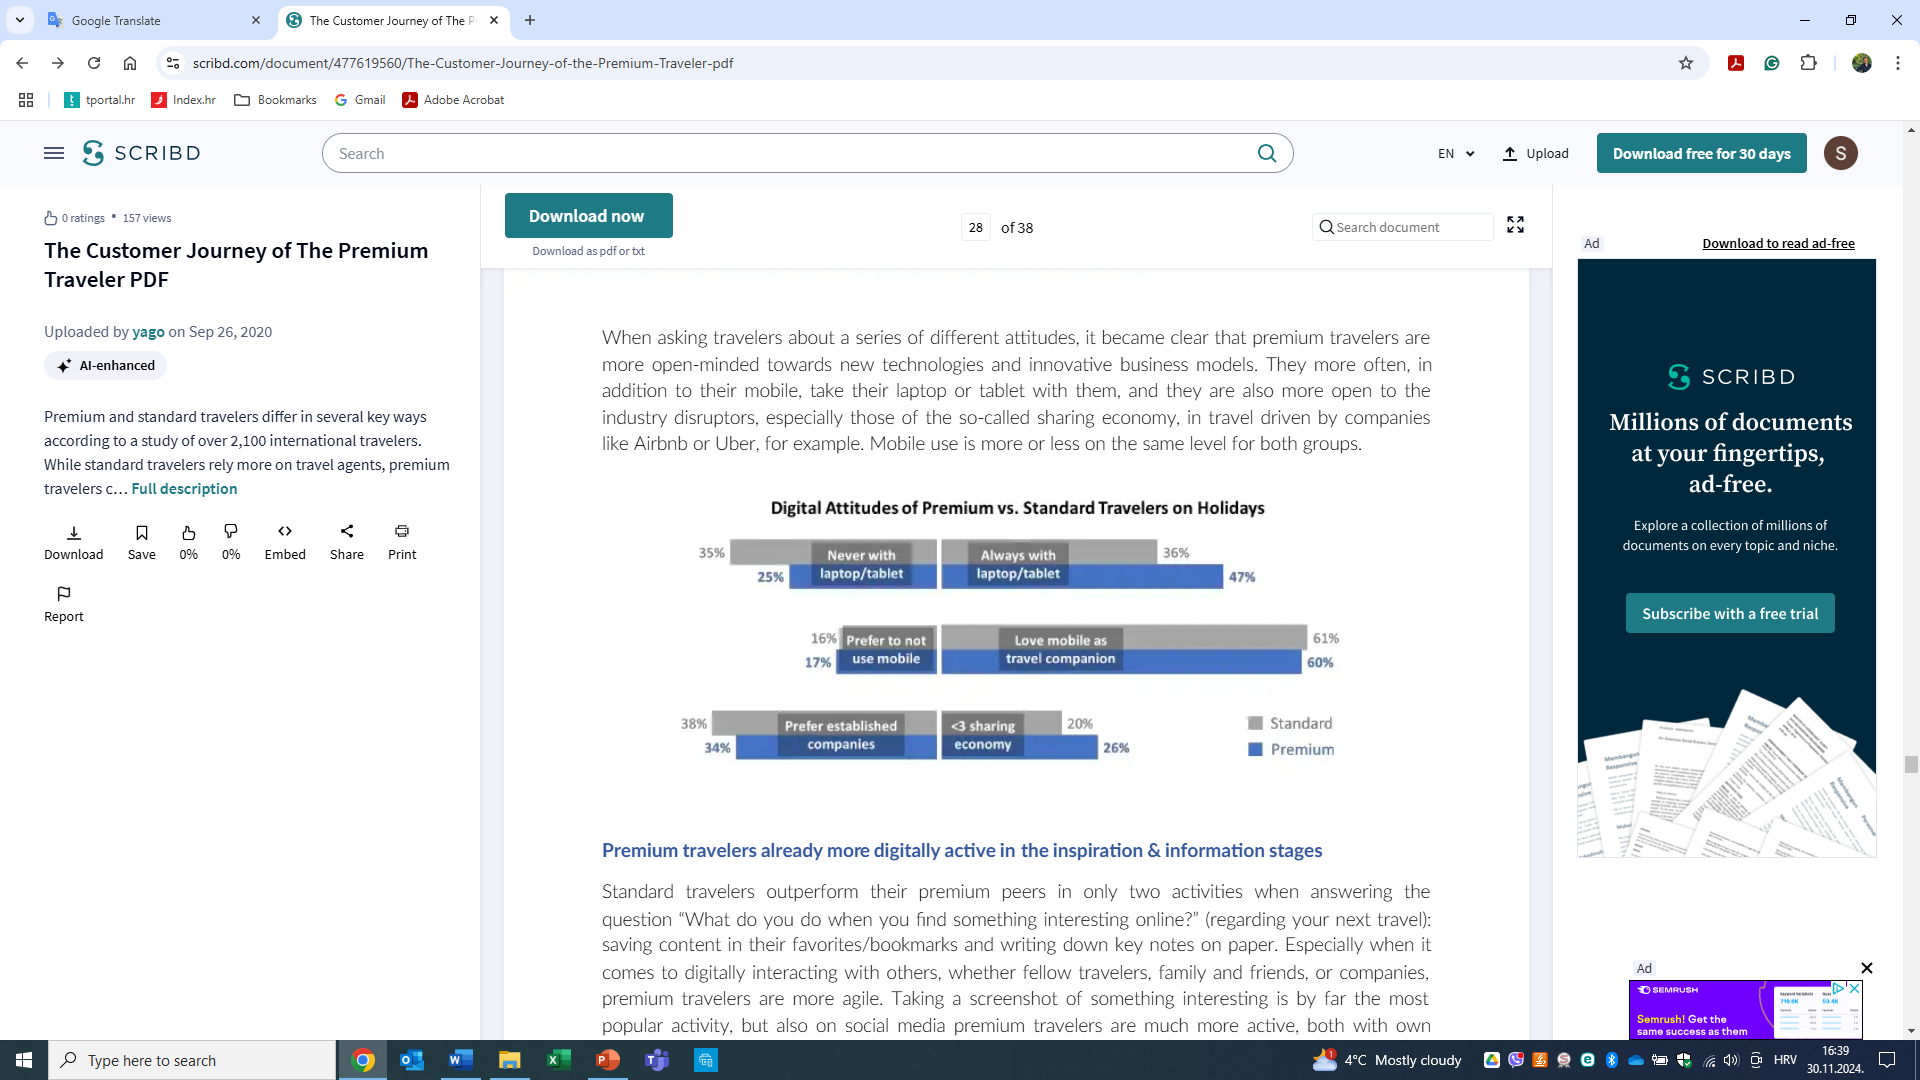 Google Translate
The Customer Journey of The P
scribd.com/document/477619560/The-Customer-Journey-of-the-Premium-Traveler-pdf
tportal.hr
Index.hr
Bookmarks
Gmail
Adobe Acrobat
SCRIBD
Search
EN
Upload
Download free for 30 days
S
0 ratings • 157 views
The Customer Journey of The Premium
Traveler PDF
Uploaded by yago on Sep 26, 2020
AI-enhanced
Premium and standard travelers differ in several key ways
according to a study of over 2,100 international travelers.
While standard travelers rely more on travel agents, premium
travelers c… Full description
Download
Save
0%
0%
Embed
Share
Print
Report
Download now
Download as pdf or txt
28 of 38
Search document
When asking travelers about a series of different attitudes, it became clear that premium travelers are
more open-minded towards new technologies and innovative business models. They more often, in
addition to their mobile, take their laptop or tablet with them, and they are also more open to the
industry disruptors, especially those of the so-called sharing economy, in travel driven by companies
like Airbnb or Uber, for example. Mobile use is more or less on the same level for both groups.
Digital Attitudes of Premium vs. Standard Travelers on Holidays
35%
25%
Never with
laptop/tablet
Always with
laptop/tablet
36%
47%
16%
17%
Prefer to not
use mobile
Love mobile as
travel companion
61%
60%
38%
34%
Prefer established
companies
<3 sharing
economy
20%
26%
Standard
Premium
Premium travelers already more digitally active in the inspiration & information stages
Standard travelers outperform their premium peers in only two activities when answering the
question “What do you do when you find something interesting online?” (regarding your next travel):
saving content in their favorites/bookmarks and writing down key notes on paper. Especially when it
comes to digitally interacting with others, whether fellow travelers, family and friends, or companies,
premium travelers are more agile. Taking a screenshot of something interesting is by far the most
popular activity, but also on social media premium travelers are much more active, both with own
Ad
Download to read ad-free
SCRIBD
Millions of documents
at your fingertips,
ad-free.
Explore a collection of millions of
documents on every topic and niche.
Subscribe with a free trial
Ad
SEMRUSH
Semrush! Get the
same success as them
Type here to search
4°C Mostly cloudy
HRV
16:39
30.11.2024.